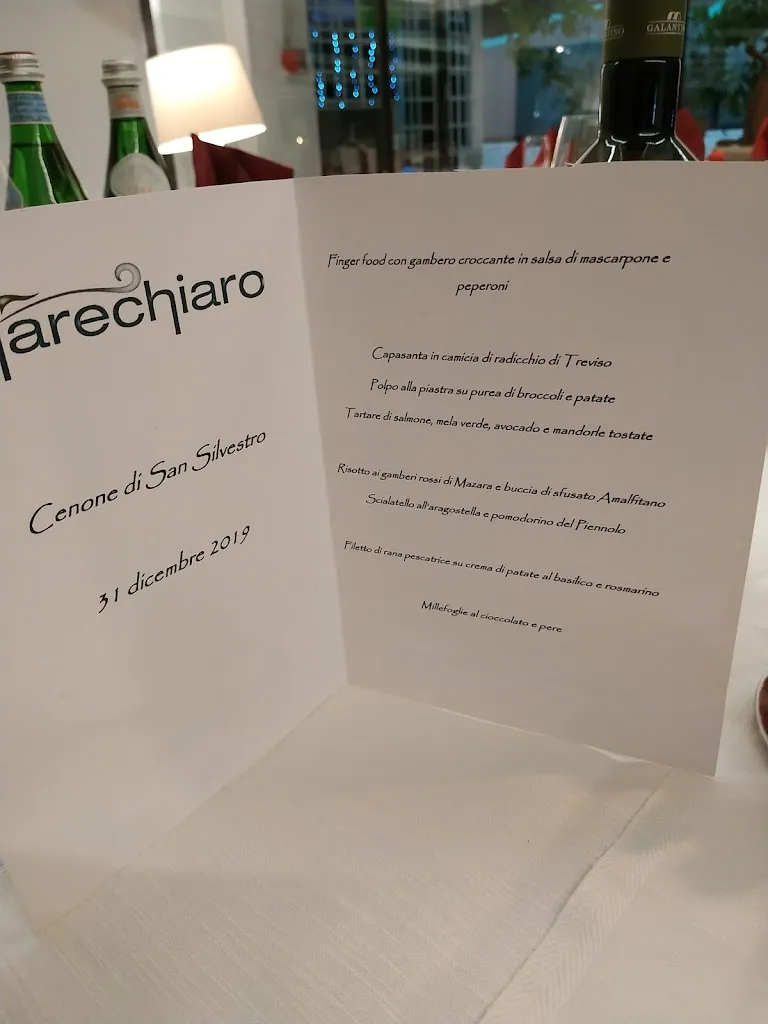 arechiaro
Cenone di San Silvestro
31 dicembre 2019
Finger food con gambero croccante in salsa di mascarpone e
peperoni
Capasanta in camicia di radicchio di Treviso
Polpo alla piastra su purea di broccoli e patate
Tartare di salmone, mela verde, avocado e mandorle tostate
Risotto ai gamberi rossi di Mazara e buccia di sfusato Amalfitano
Scialatello all'aragostella e pomodorino del Piennolo
Filetto di rana pescatrice su crema di patate al basilico e rosmarino
Millefoglie al cioccolato e pere